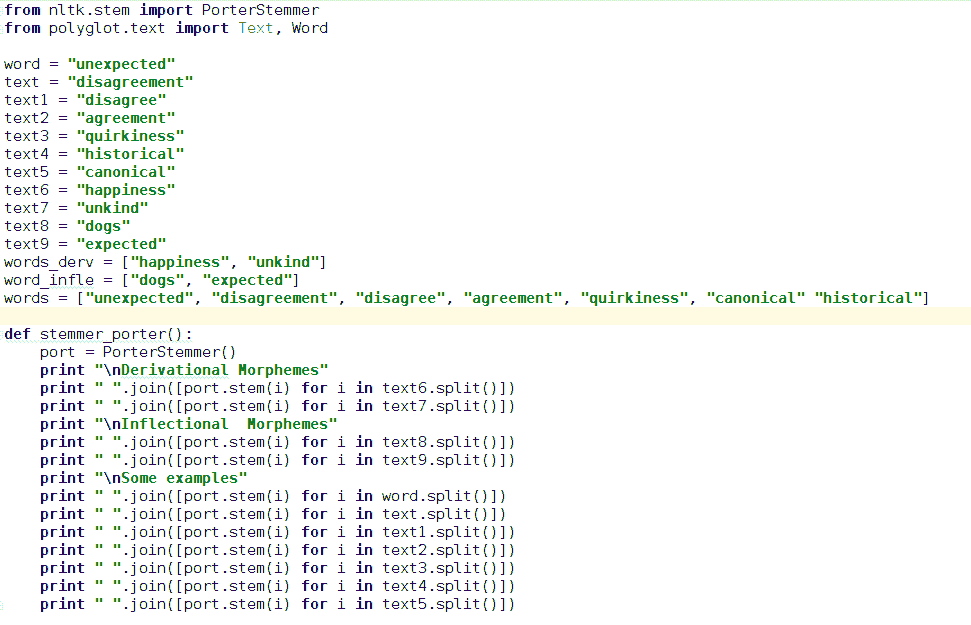 from nltk.stem import PorterStemmer
from polyglot.text import Text, Word

word = "unexpected"
text = "disagreement"
text1 = "disagree"
text2 = "agreement"
text3 = "quirkiness"
text4 = "historical"
text5 = "canonical"
text6 = "happiness"
text7 = "unkind"
text8 = "dogs"
text9 = "expected"
words_derv = ["happiness", "unkind"]
word_infle = ["dogs", "expected"]
words = ["unexpected", "disagreement", "disagree", "agreement", "quirkiness", "canonical" "historical"]

def stemmer_porter():
    port = PorterStemmer()
    print "\nDerivational Morphemes"
    print " ".join([port.stem(i) for i in text6.split()])
    print " ".join([port.stem(i) for i in text7.split()])
    print "\nInflectional  Morphemes"
    print " ".join([port.stem(i) for i in text8.split()])
    print " ".join([port.stem(i) for i in text9.split()])
    print "\nSome examples"
    print " ".join([port.stem(i) for i in word.split()])
    print " ".join([port.stem(i) for i in text.split()])
    print " ".join([port.stem(i) for i in text1.split()])
    print " ".join([port.stem(i) for i in text2.split()])
    print " ".join([port.stem(i) for i in text3.split()])
    print " ".join([port.stem(i) for i in text4.split()])
    print " ".join([port.stem(i) for i in text5.split()])